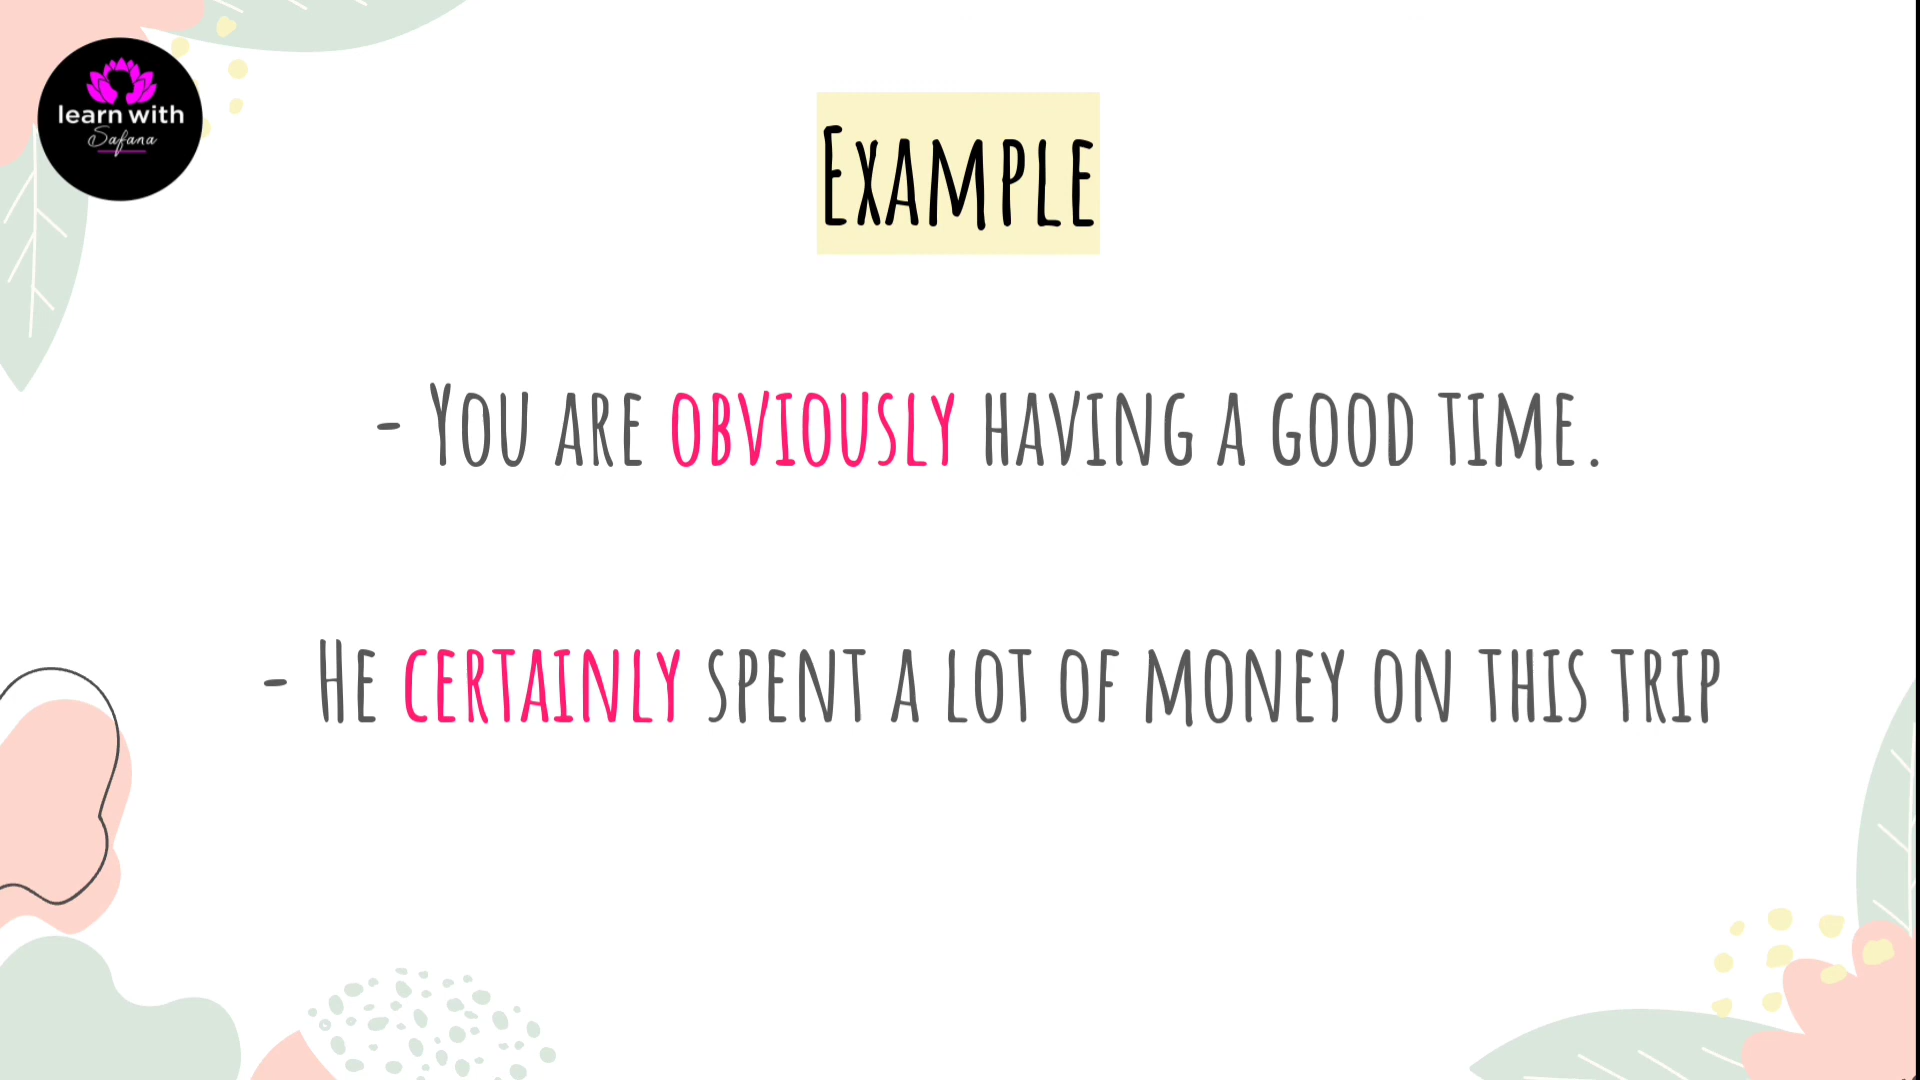 learn with
Safana
EXAMPLE
- YOU ARE OBVIOUSLY HAVING A GOOD TIME.
- HE CERTAINLY SPENT A LOT OF MONEY ON THIS TRIP